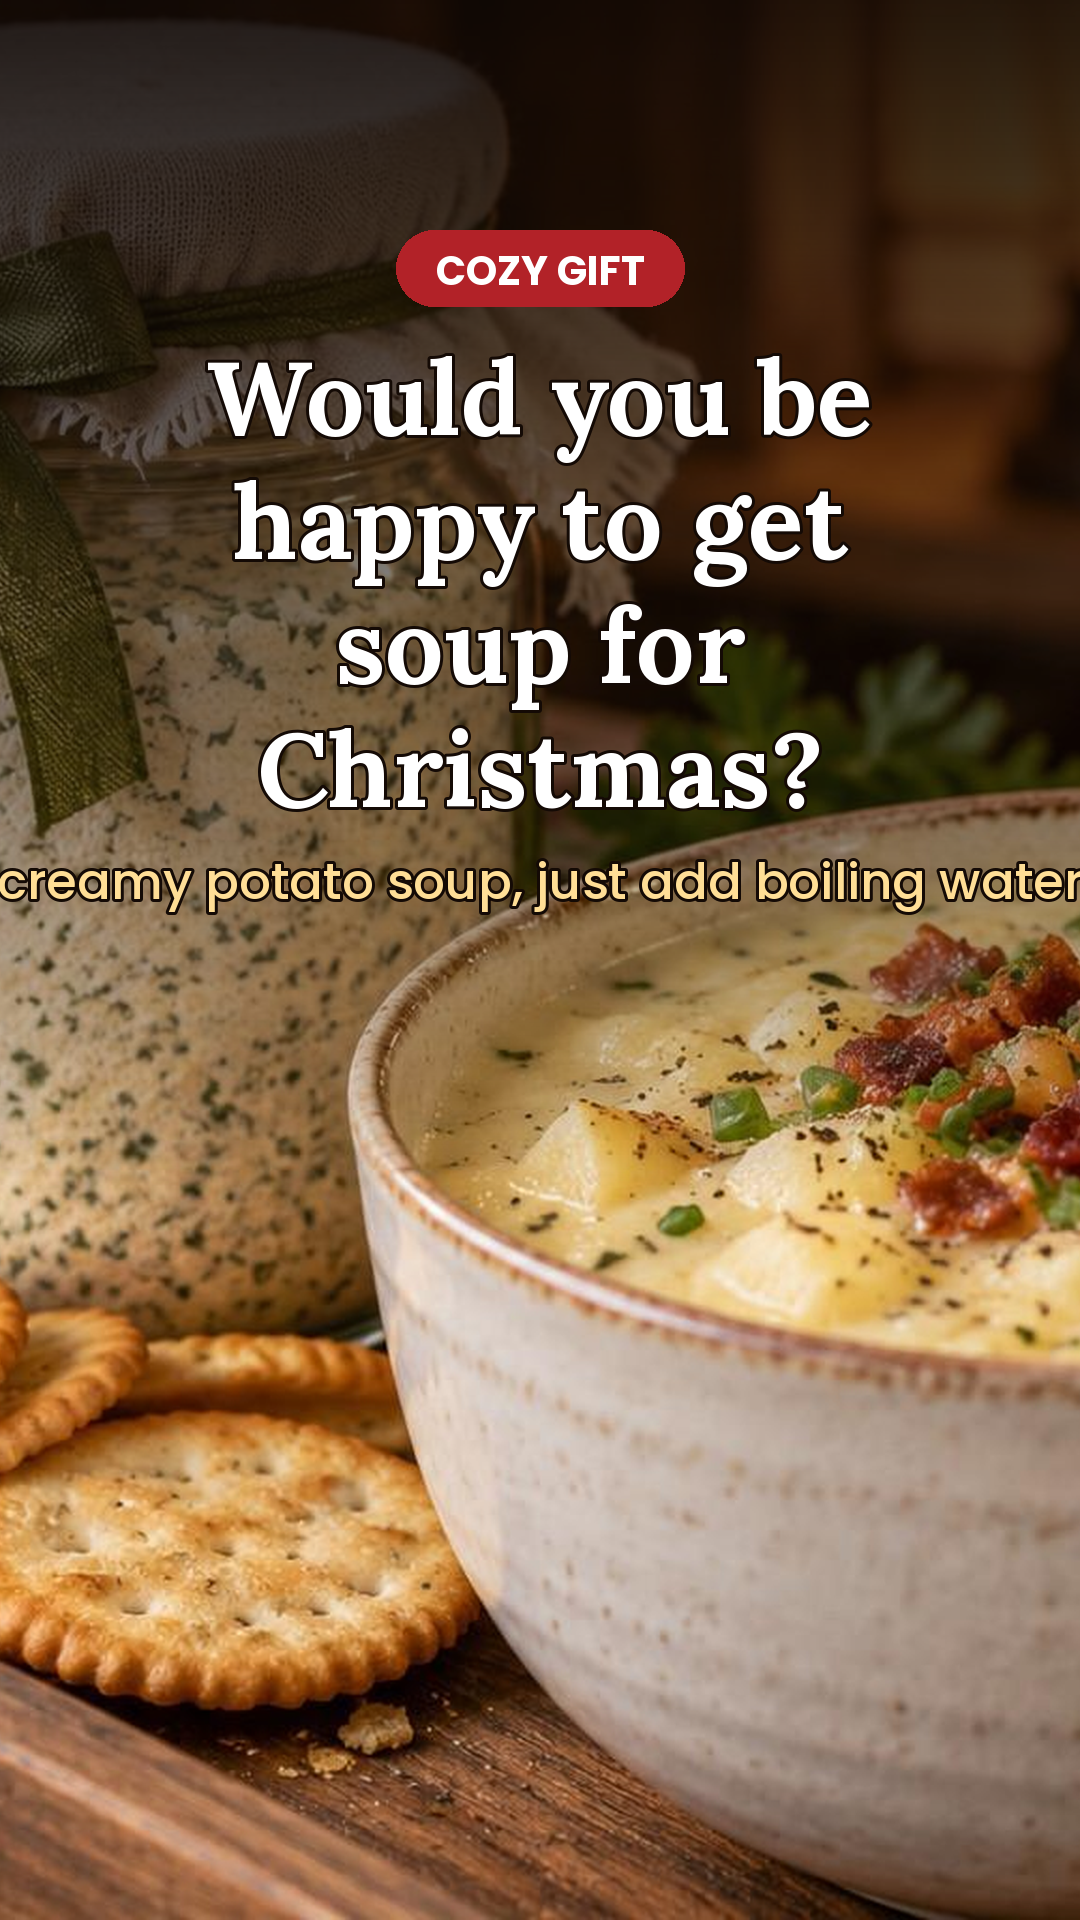 COZY GIFT
Would you be
happy to get
soup for
Christmas?
creamy potato soup, just add boiling water